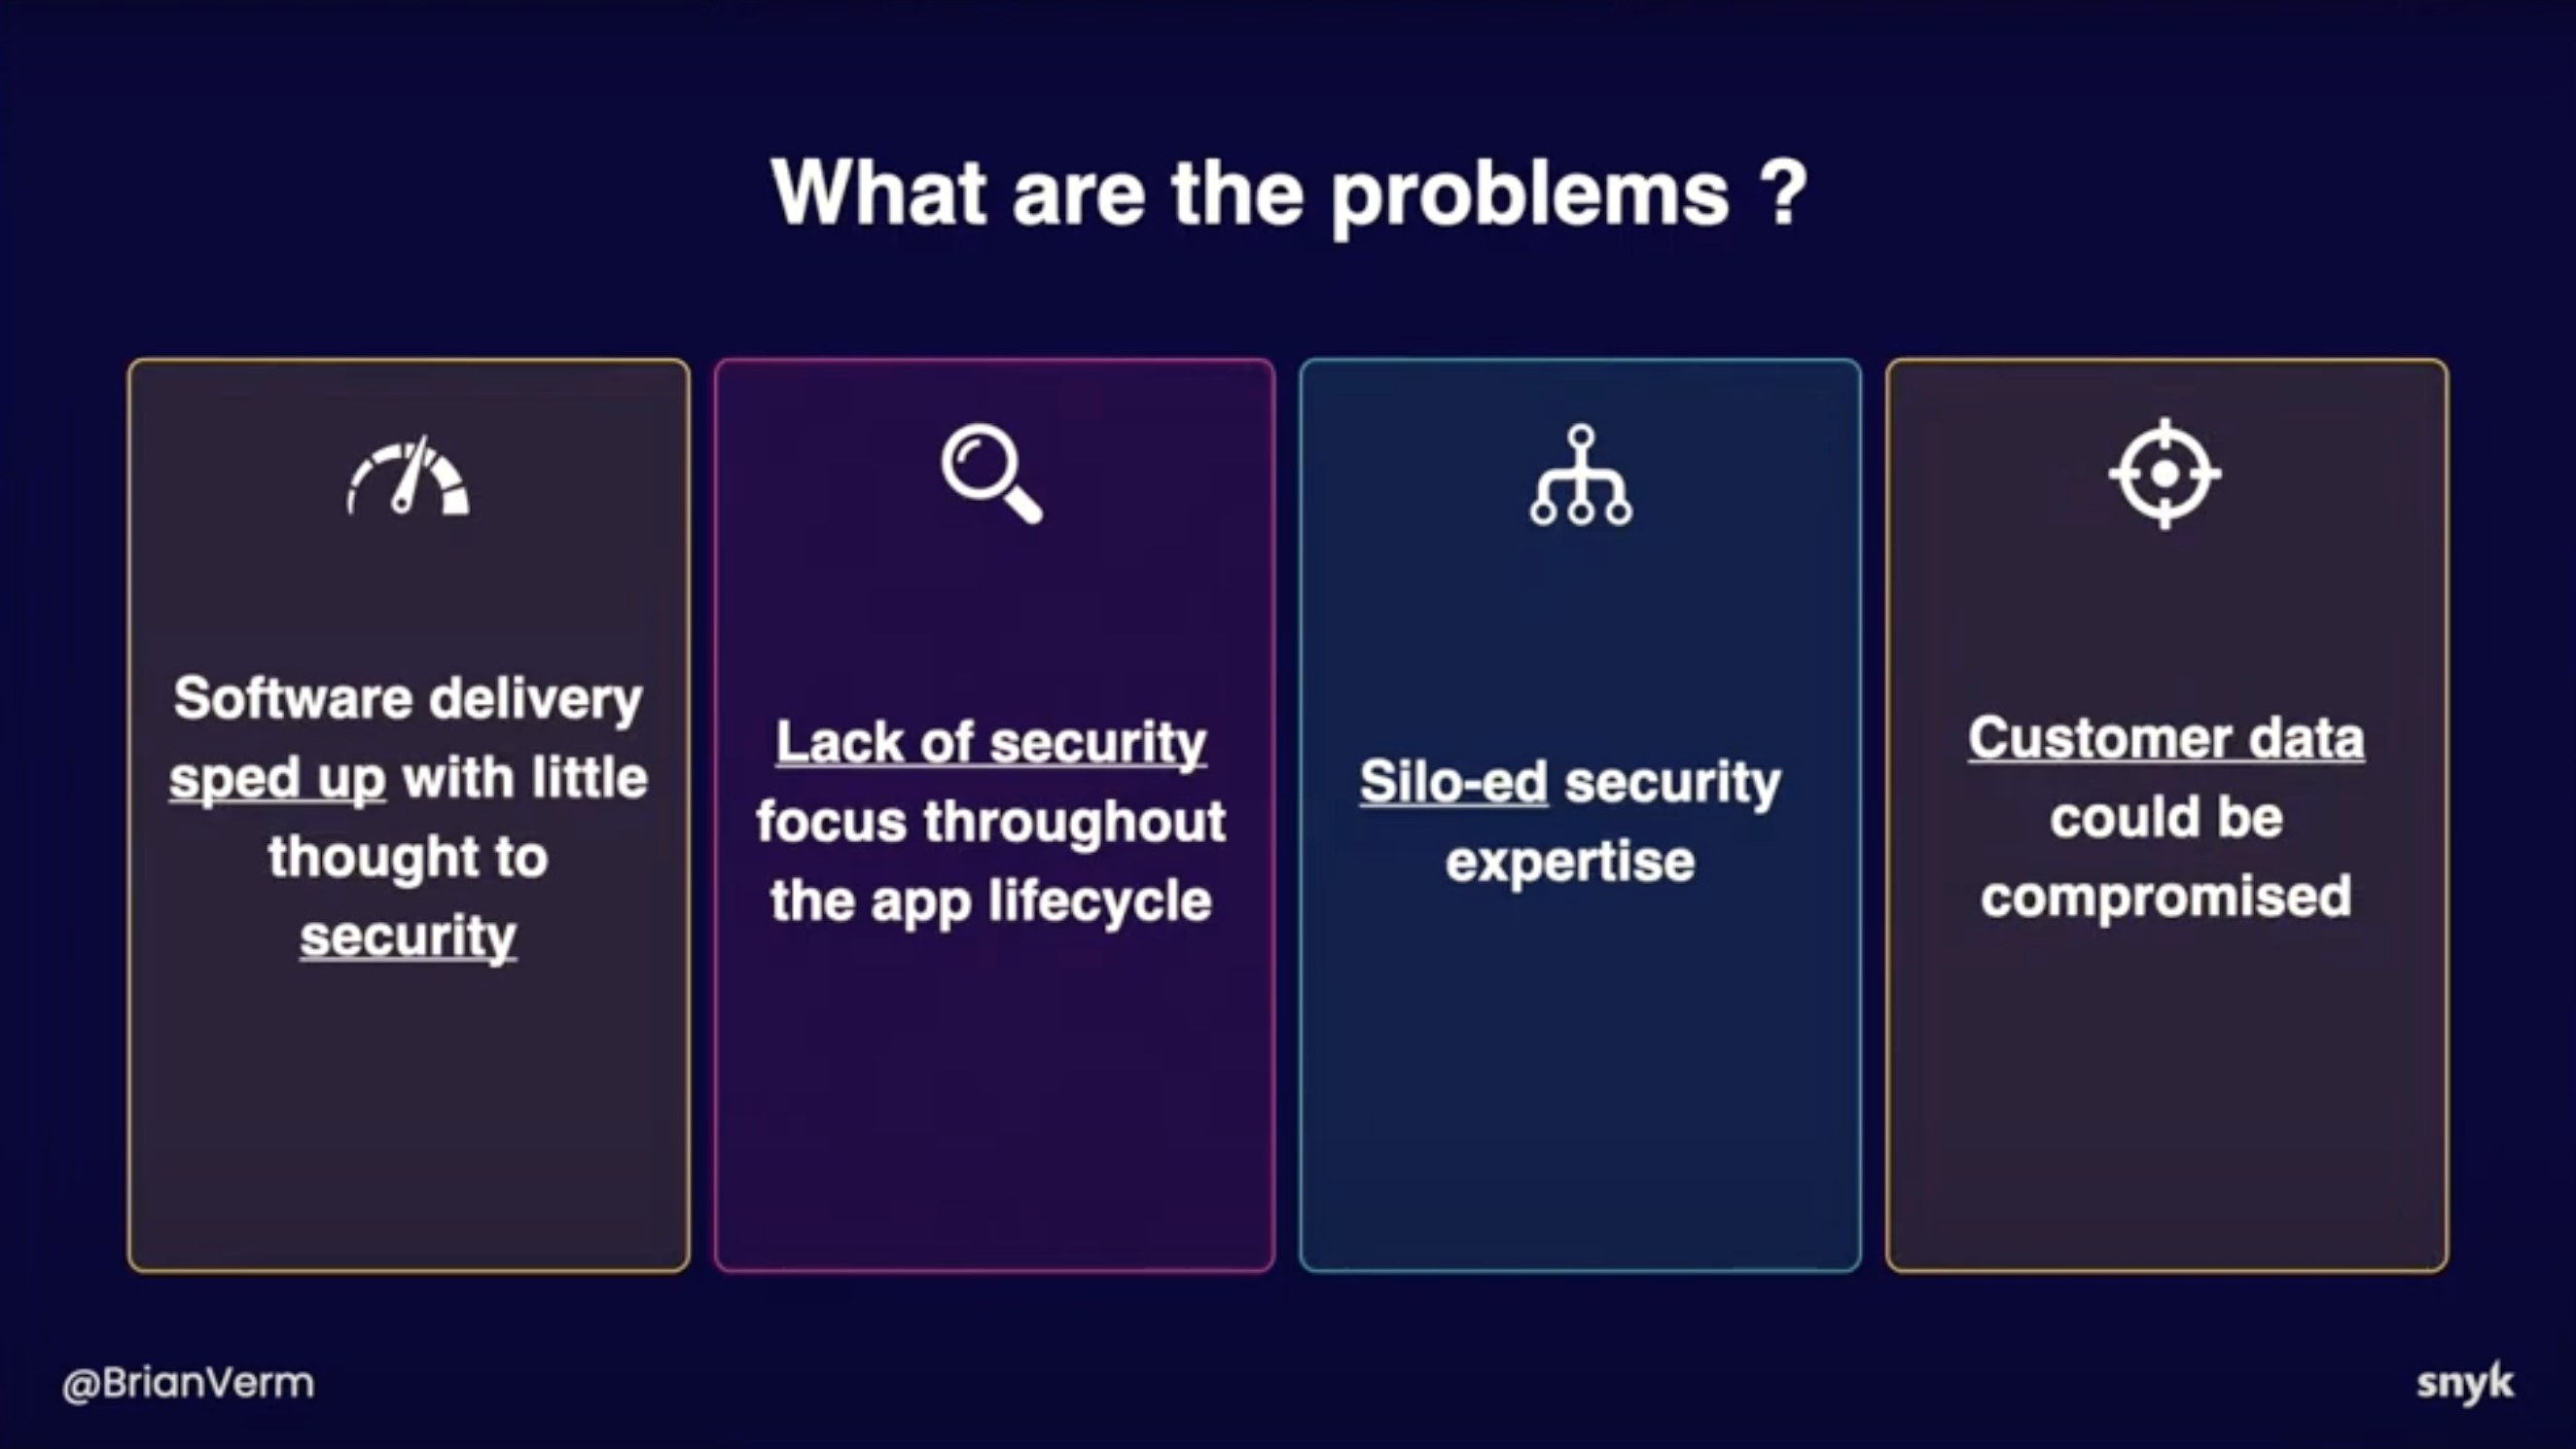 What are the problems ?
Software delivery
sped up with little
thought to
security
Lack of security
focus throughout
the app lifecycle
Silo-ed security
expertise
Customer data
could be
compromised
@BrianVerm
snyk